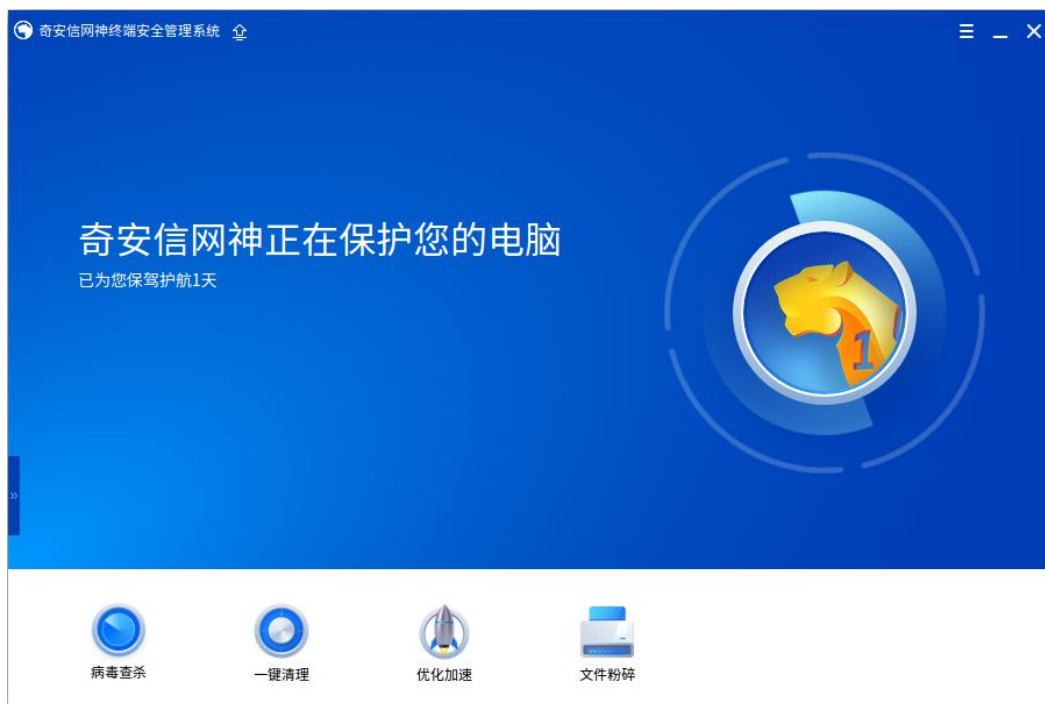 奇安信网神终端安全管理系统
奇安信网神正在保护您的电脑
已为您保驾护航1天
1
»
病毒查杀
一键清理
优化加速
文件粉碎